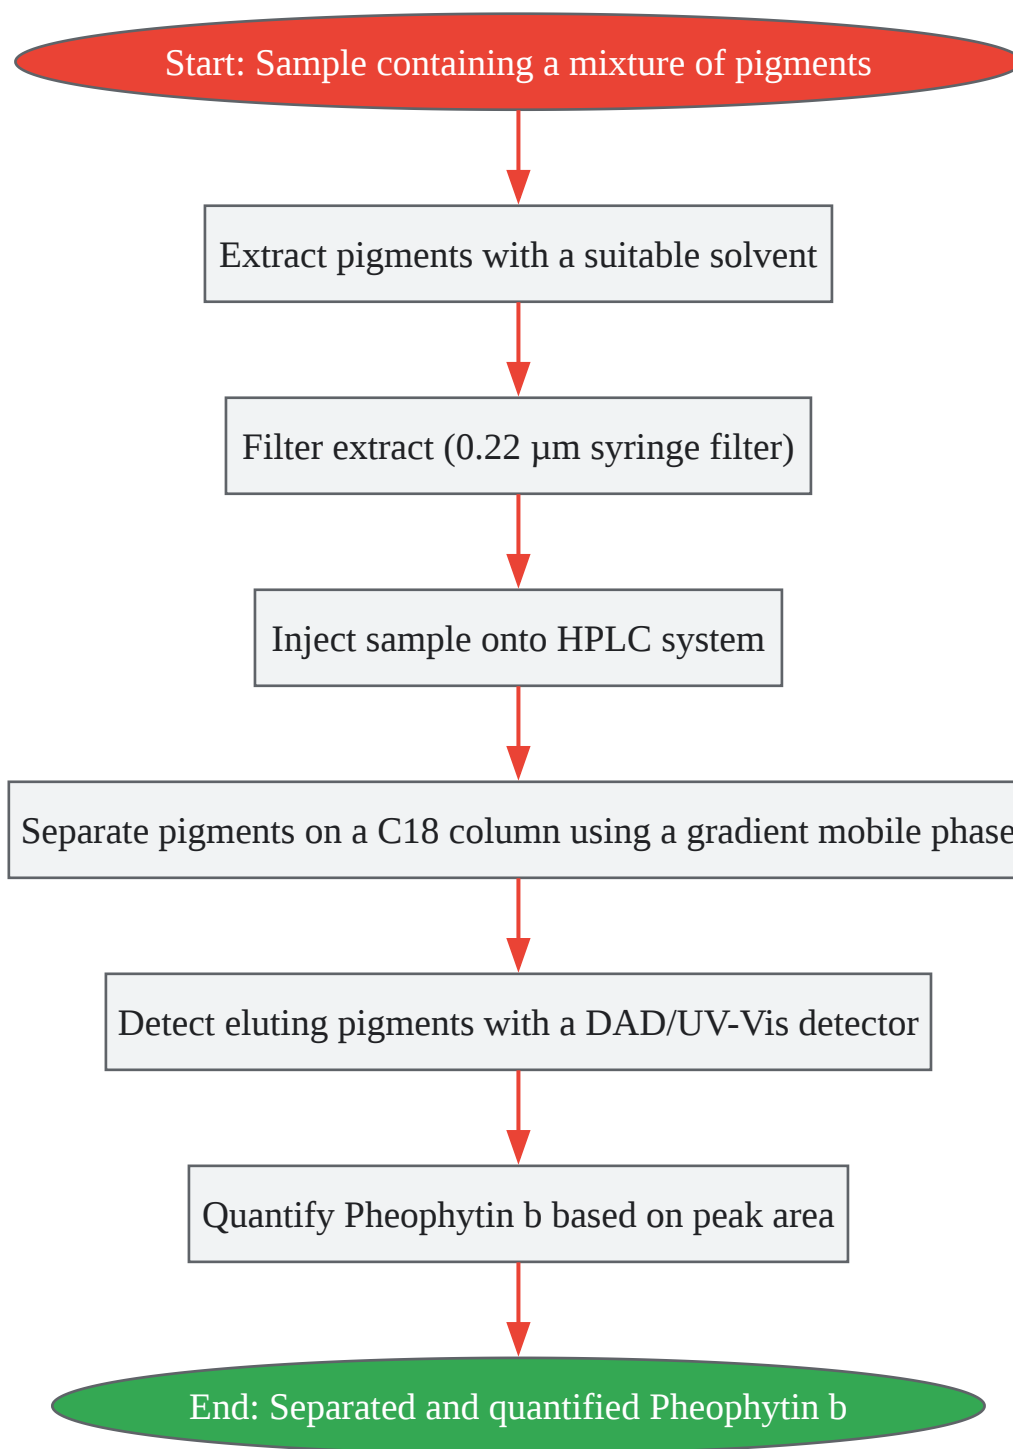 Start: Sample containing a mixture of pigments
Extract pigments with a suitable solvent
Filter extract (0.22 µm syringe filter)
Inject sample onto HPLC system
Separate pigments on a C18 column using a gradient mobile phase
Detect eluting pigments with a DAD/UV-Vis detector
Quantify Pheophytin b based on peak area
End: Separated and quantified Pheophytin b